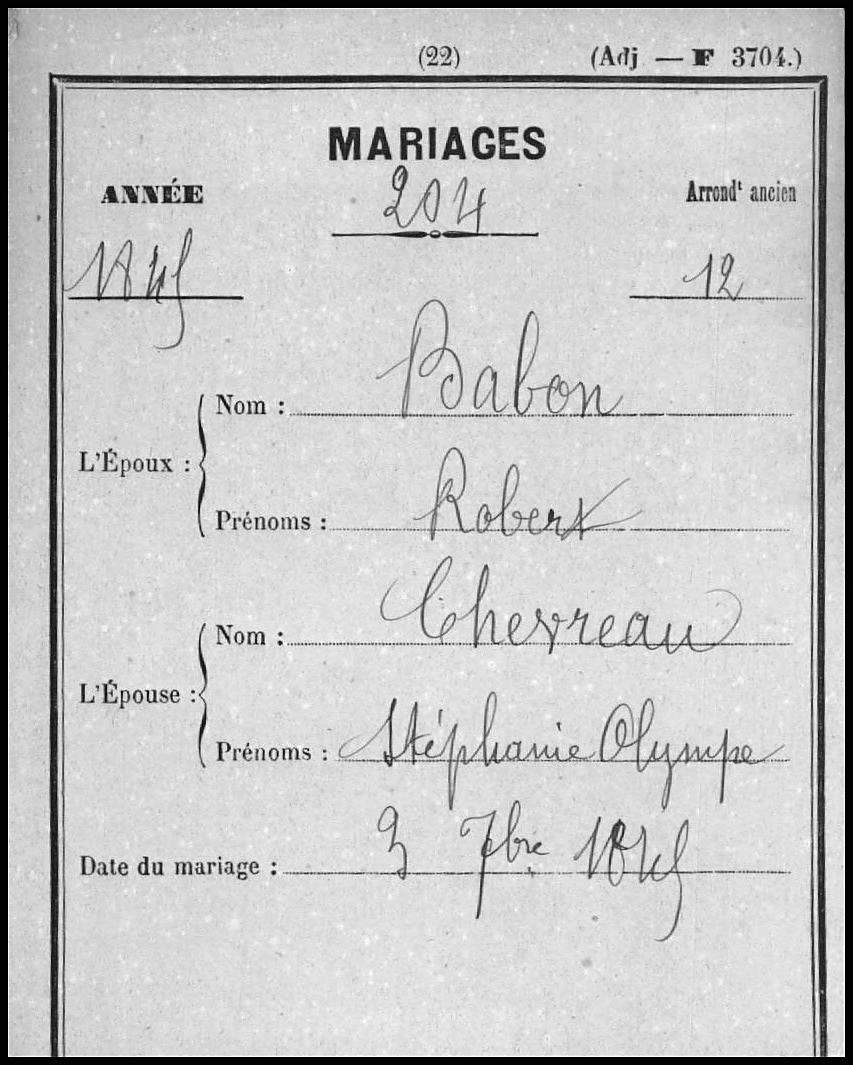 (22) (Adj — F 3704.)
MARIAGES
ANNÉE 204 Arrondt ancien
1845 12
Nom : Babon
L'Époux :
Prénoms : Robert
Nom : Chevreau
L'Épouse :
Prénoms : Stéphanie Olympe
Date du mariage : 3 7bre 1845